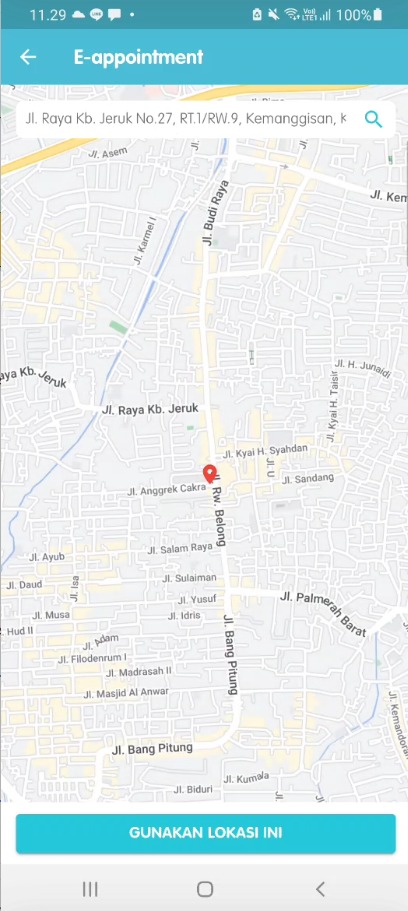 11.29
Vo)) LTE1 100%
E-appointment
Jl. Raya Kb. Jeruk No.27, RT.1/RW.9, Kemanggisan, K
Jl. Asem
Jl.
Jl. Kem
Jl. Budi Raya
Jl. Karmel I
Jl. H. Junaidi
aya Kb. Jeruk
Jl. Kyai H. Taisir
Jl. Raya Kb. Jeruk
Jl. Kyai H. Syahdan
Jl. U
Jl. Sandang
Jl. Anggrek Cakra
Jl. Rw. Belong
Jl. Salam Raya
Jl. Ayub
Jl. Sulaiman
Jl. Daud
Jl. Isa
Jl. Yusuf
Jl. Palmerah Barat
Jl. Musa
Jl. Idris
Hud II
Jl. Adam
Jl. Bang Pitung
Jl. Filodenrum I
Jl. Madrasah II
Jl. Masjid Al Anwar
Jl. Kemandora
Jl. Bang Pitung
Jl. Kumala
Jl. Biduri
Jl.
GUNAKAN LOKASI INI